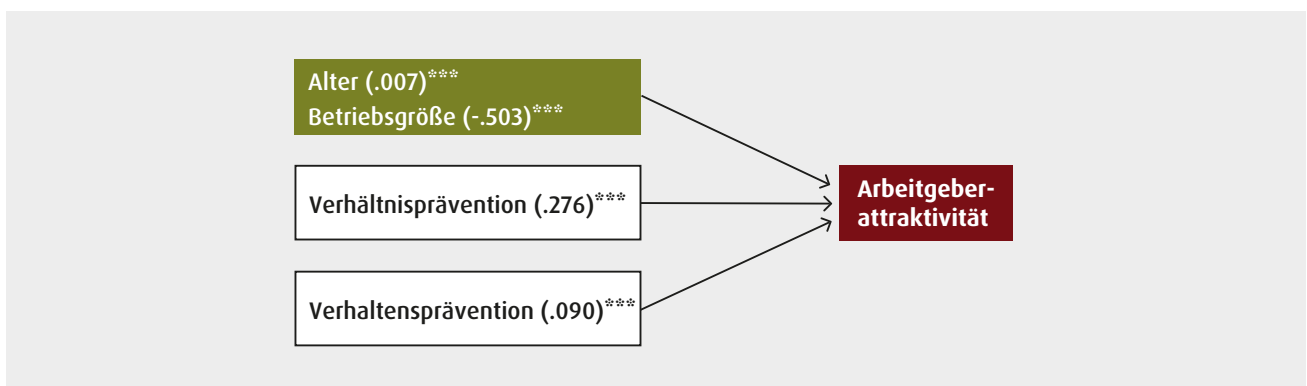 Alter (.007)***
Betriebsgröße (-.503)***
Verhältnisprävention (.276)***
Arbeitgeber-
attraktivität
Verhaltensprävention (.090)***